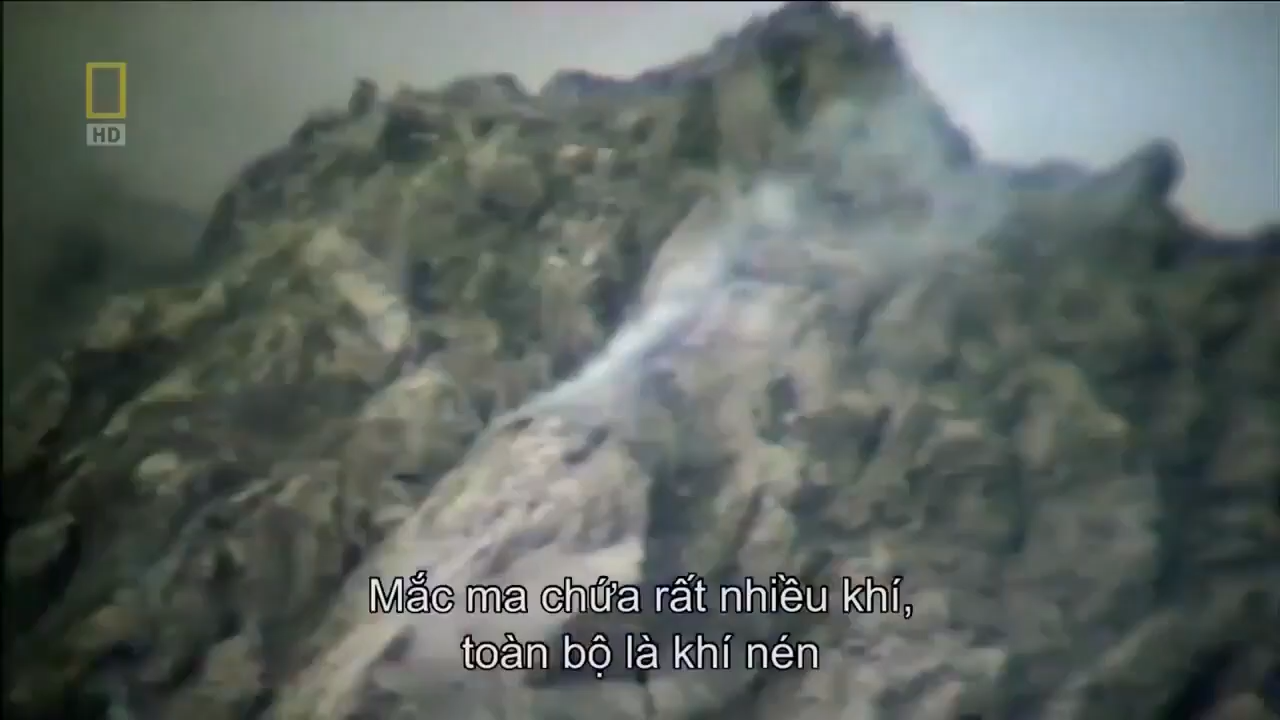 HD
Mắc ma chứa rất nhiều khí,
toàn bộ là khí nén